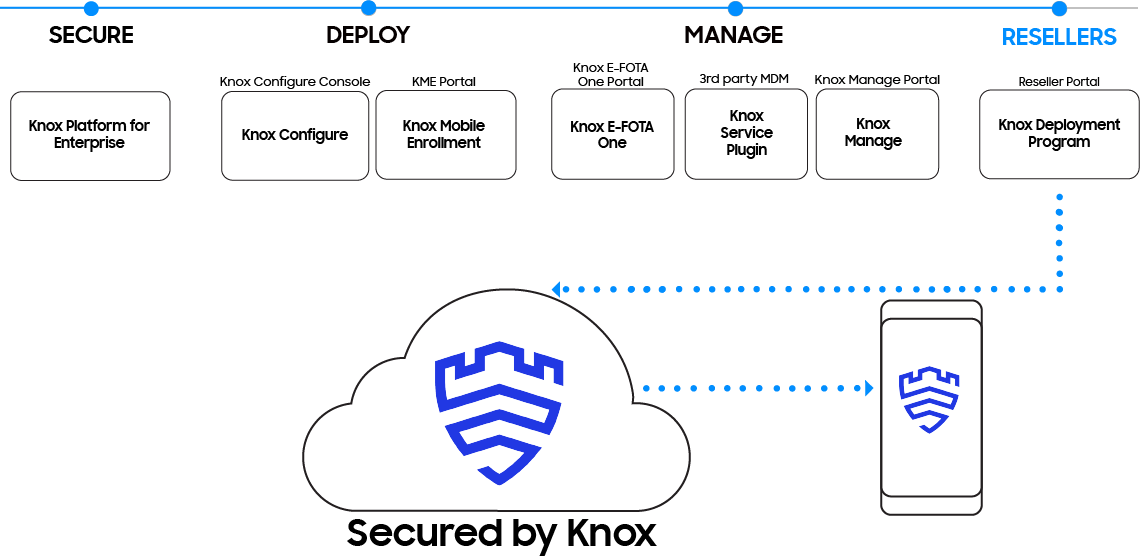 SECURE
DEPLOY
MANAGE
RESELLERS
Knox Platform for
Enterprise
Knox Configure Console
Knox Configure
KME Portal
Knox Mobile
Enrollment
Knox E-FOTA
One Portal
Knox E-FOTA
One
3rd party MDM
Knox
Service
Plugin
Knox Manage Portal
Knox
Manage
Reseller Portal
Knox Deployment
Program
Secured by Knox